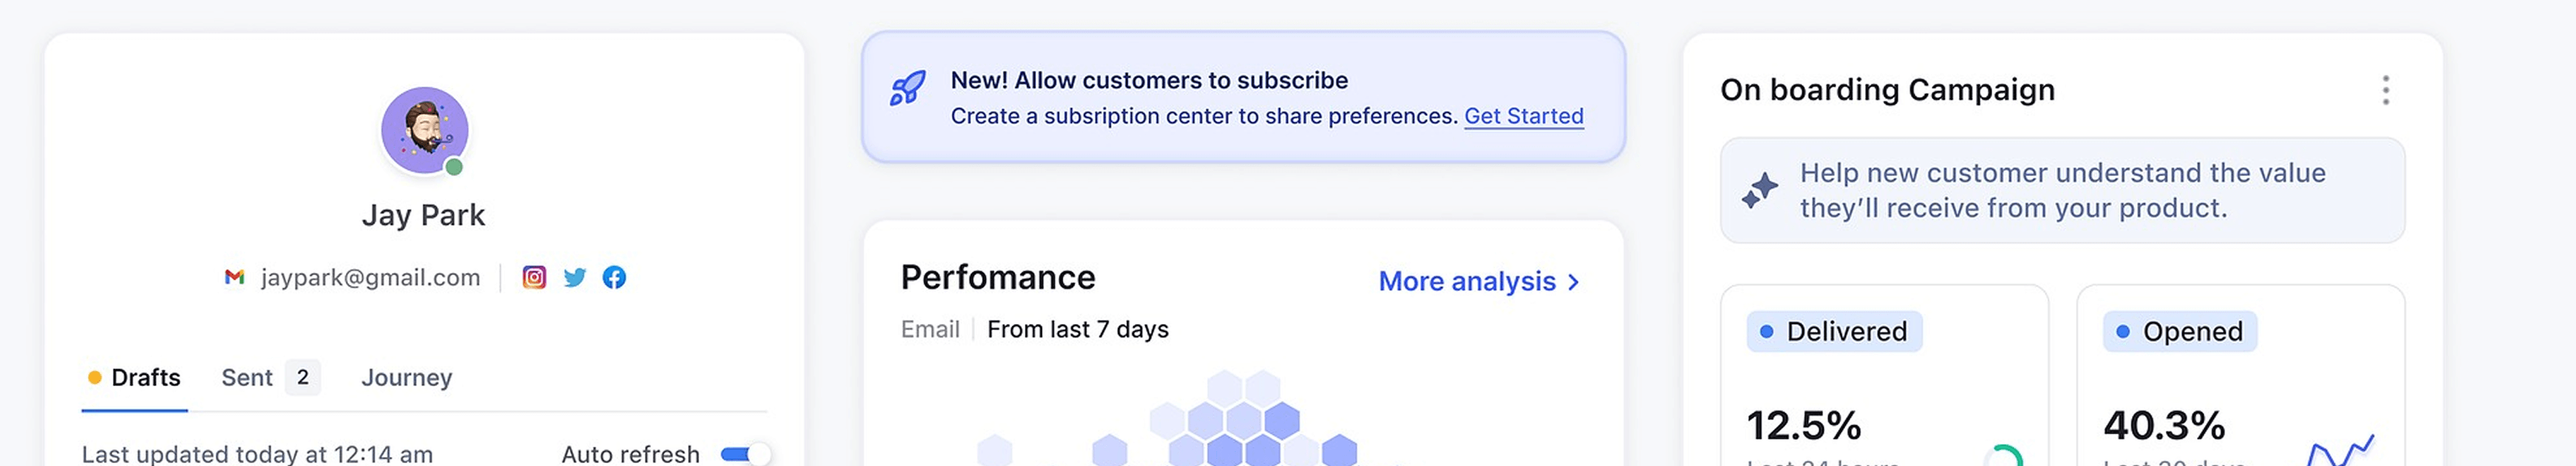 Jay Park
jaypark@gmail.com
Drafts
Sent 2
Journey
Last updated today at 12:14 am
Auto refresh
New! Allow customers to subscribe
Create a subsription center to share preferences. Get Started
Perfomance
More analysis
Email
From last 7 days
On boarding Campaign
Help new customer understand the value
they’ll receive from your product.
Delivered
12.5%
Opened
40.3%